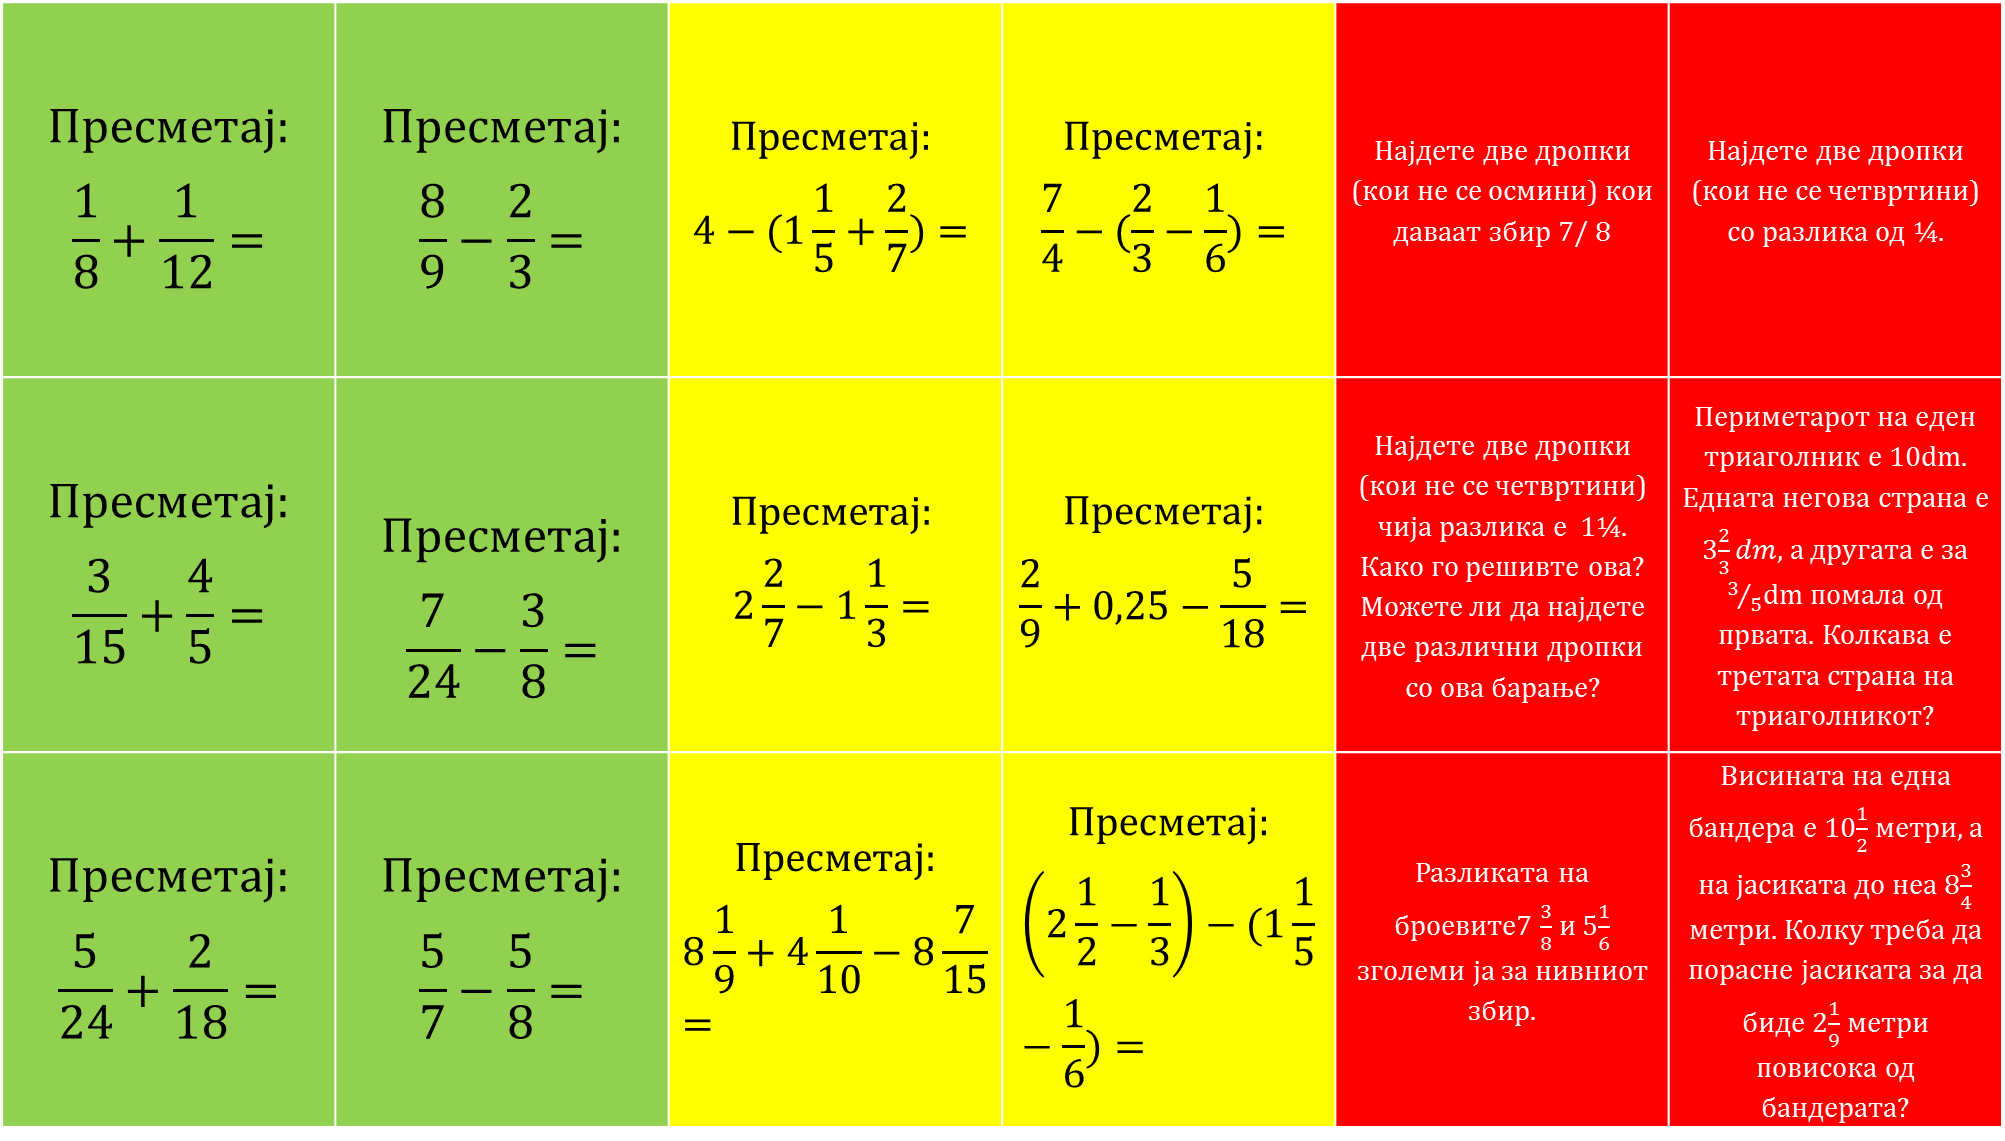 Пресметај:
1/8 + 1/12 =
Пресметај:
8/9 − 2/3 =
Пресметај:
4 − (1 1/5 + 2/7) =
Пресметај:
7/4 − (2/3 − 1/6) =
Најдете две дропки
(кои не се осмини) кои
даваат збир 7/ 8
Најдете две дропки
(кои не се четвртини)
со разлика од ¼.
Пресметај:
3/15 + 4/5 =
Пресметај:
7/24 − 3/8 =
Пресметај:
2 2/7 − 1 1/3 =
Пресметај:
2/9 + 0,25 − 5/18 =
Најдете две дропки
(кои не се четвртини)
чија разлика е 1¼.
Како го решивте ова?
Можете ли да најдете
две различни дропки
со ова барање?
Периметарот на еден
триаголник е 10dm.
Едната негова страна е
3 2/3 dm, а другата е за
3/5dm помала од
првата. Колкава е
третата страна на
триаголникот?
Пресметај:
5/24 + 2/18 =
Пресметај:
5/7 − 5/8 =
Пресметај:
8 1/9 + 4 1/10 − 8 7/15
=
Пресметај:
(2 1/2 − 1/3) − (1 1/5
− 1/6) =
Разликата на
броевите7 3/8 и 5 1/6
зголеми ја за нивниот
збир.
Висината на една
бандера е 10 1/2 метри, а
на јасиката до неа 8 3/4
метри. Колку треба да
порасне јасиката за да
биде 2 1/9 метри
повисока од
бандерата?